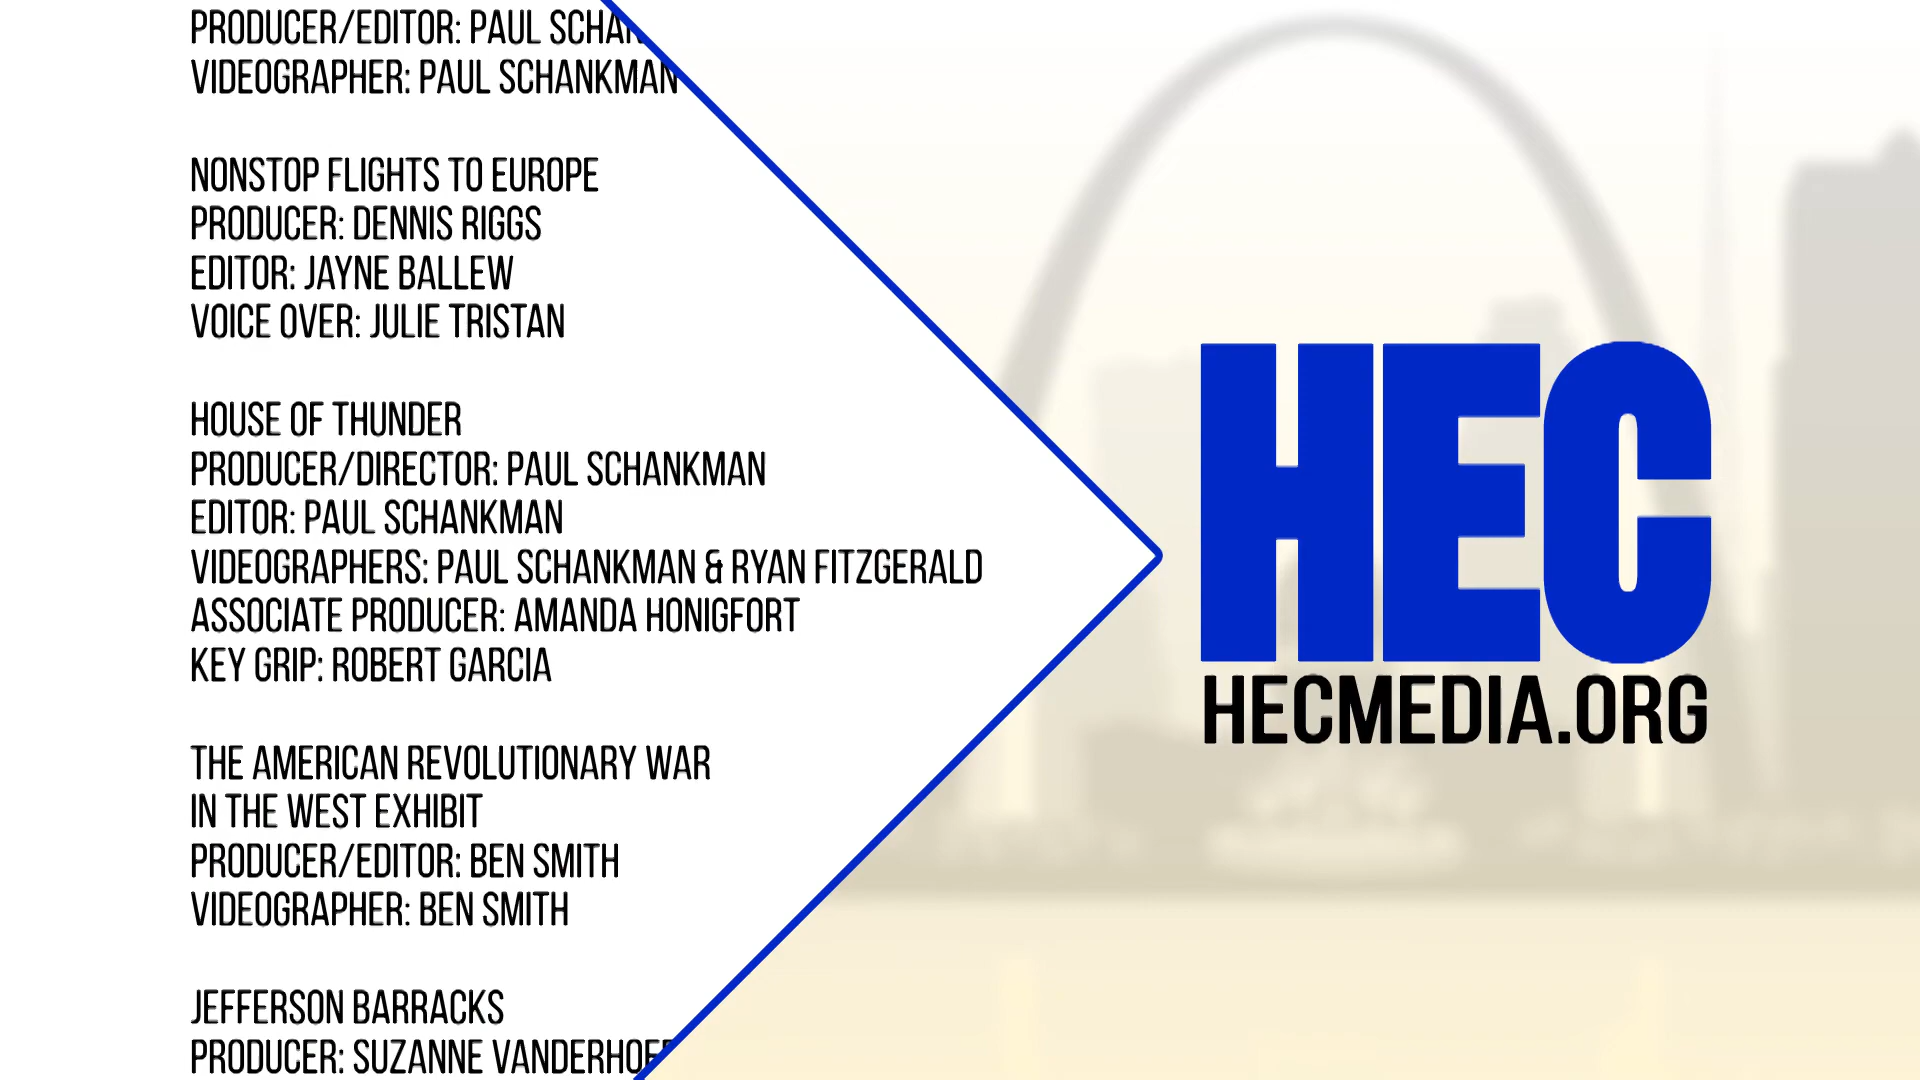 PRODUCER/EDITOR: PAUL
VIDEOGRAPHER: PAUL SCHANKMAN
NONSTOP FLIGHTS TO EUROPE
PRODUCER: DENNIS RIGGS
EDITOR: JAYNE BALLEW
VOICE OVER: JULIE TRISTAN
HOUSE OF THUNDER
PRODUCER/DIRECTOR: PAUL SCHANKMAN
EDITOR: PAUL SCHANKMAN
VIDEOGRAPHERS: PAUL SCHANKMAN & RYAN FITZGERALD
ASSOCIATE PRODUCER: AMANDA HONIGFORT
KEY GRIP: ROBERT GARCIA
THE AMERICAN REVOLUTIONARY WAR
IN THE WEST EXHIBIT
PRODUCER/EDITOR: BEN SMITH
VIDEOGRAPHER: BEN SMITH
JEFFERSON BARRACKS
PRODUCER: SUZANNE
HEC
HECMEDIA.ORG